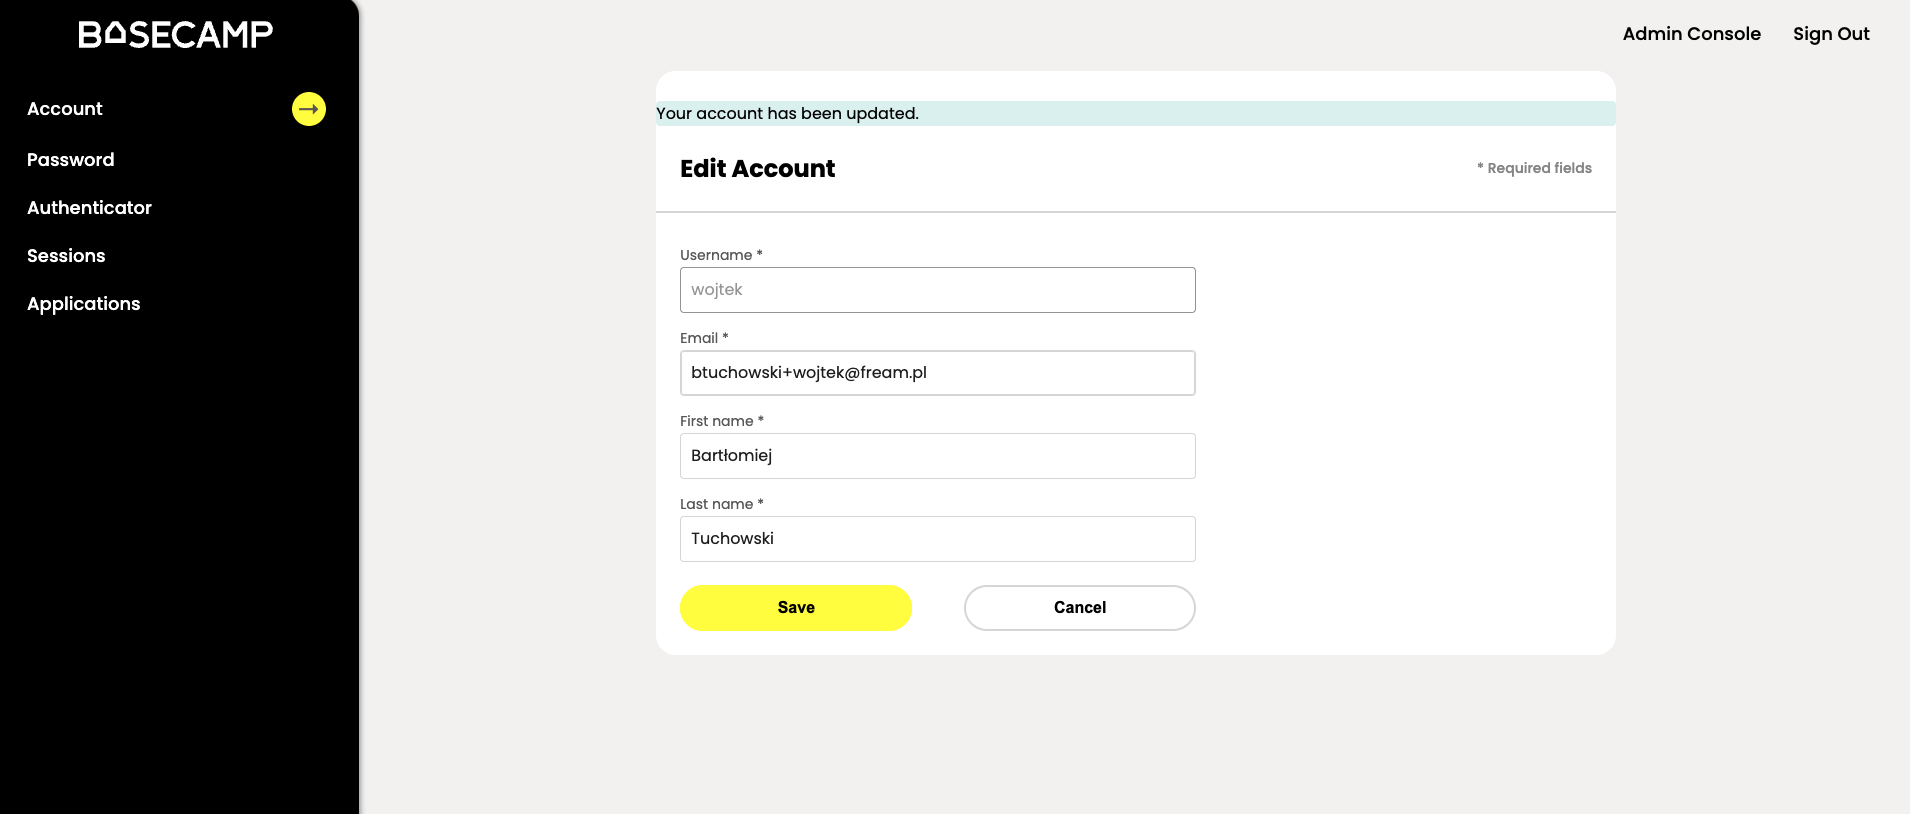 BASECAMP
Admin Console
Sign Out
Account
Password
Authenticator
Sessions
Applications
Your account has been updated.
Edit Account
* Required fields
Username *
wojtek
Email *
btuchowski+wojtek@fream.pl
First name *
Bartłomiej
Last name *
Tuchowski
Save
Cancel